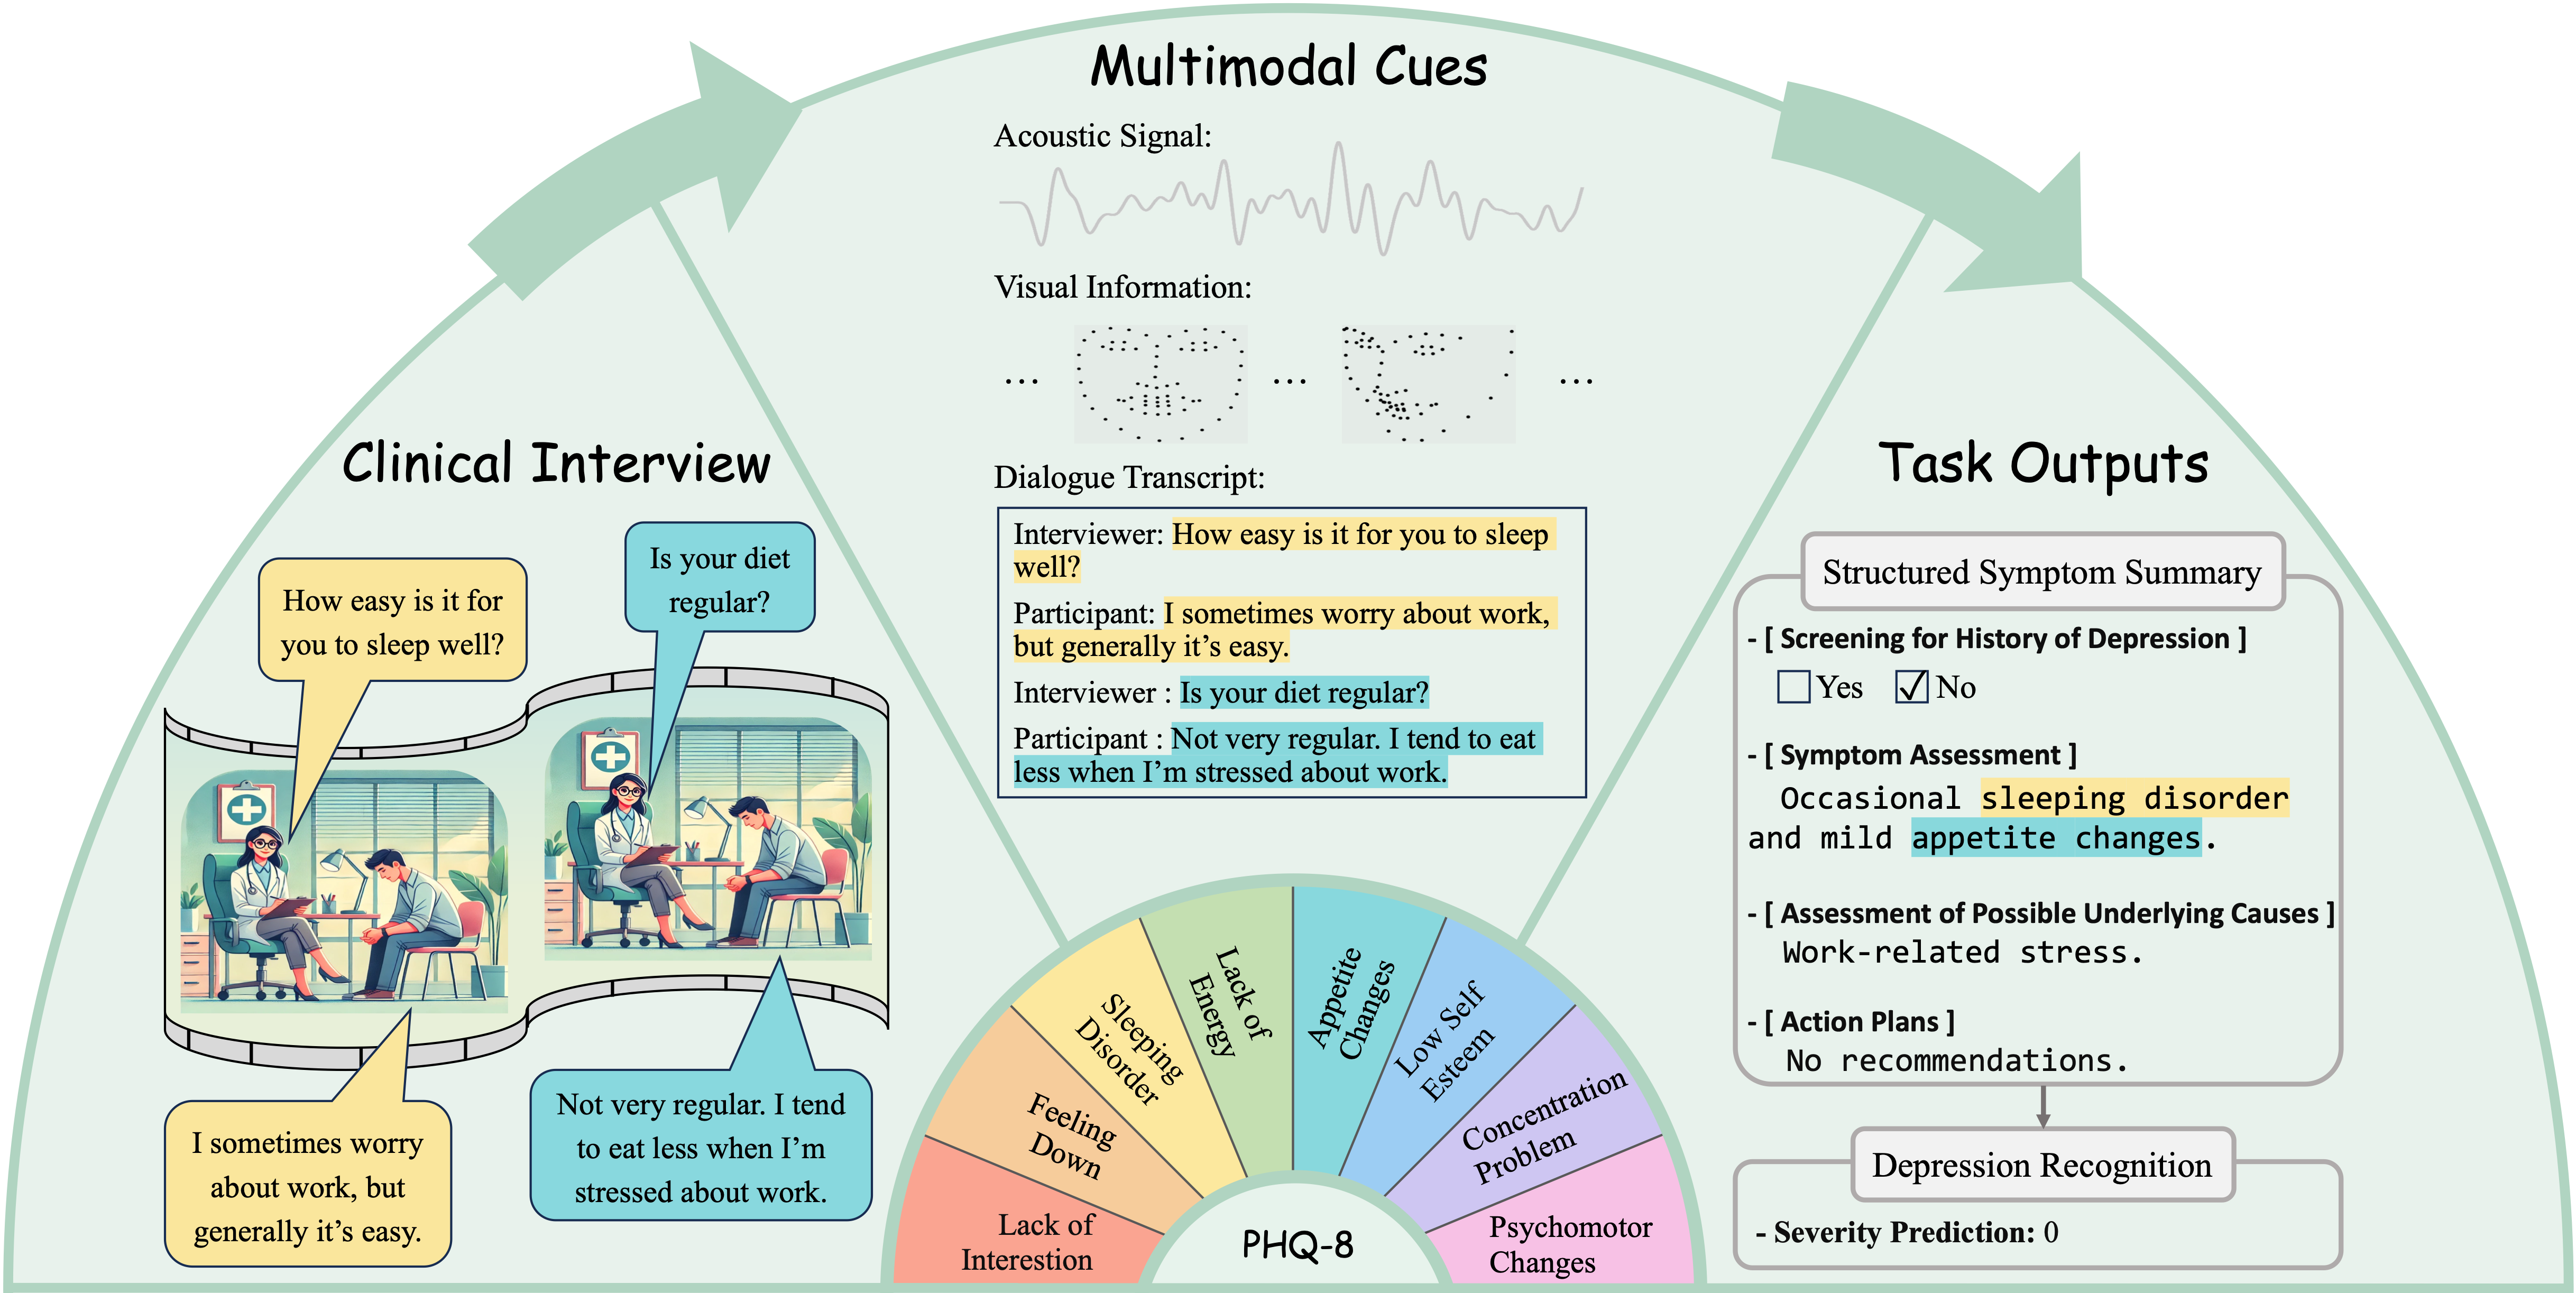 Multimodal Cues
Acoustic Signal:
Visual Information:
...
...
...
Dialogue Transcript:
Interviewer: How easy is it for you to sleep
well?
Participant: I sometimes worry about work,
but generally it's easy.
Interviewer : Is your diet regular?
Participant : Not very regular. I tend to eat
less when I'm stressed about work.
Clinical Interview
How easy is it for
you to sleep well?
Is your diet
regular?
I sometimes worry
about work, but
generally it's easy.
Not very regular. I tend
to eat less when I'm
stressed about work.
Lack of
Interestion
Feeling
Down
Sleeping
Disorder
Lack of
Energy
Appetite
Changes
Low Self
Esteem
Concentration
Problem
Psychomotor
Changes
PHQ-8
Task Outputs
Structured Symptom Summary
- [ Screening for History of Depression ]
Yes No
- [ Symptom Assessment ]
Occasional sleeping disorder
and mild appetite changes.
- [ Assessment of Possible Underlying Causes ]
Work-related stress.
- [ Action Plans ]
No recommendations.
Depression Recognition
- Severity Prediction: 0